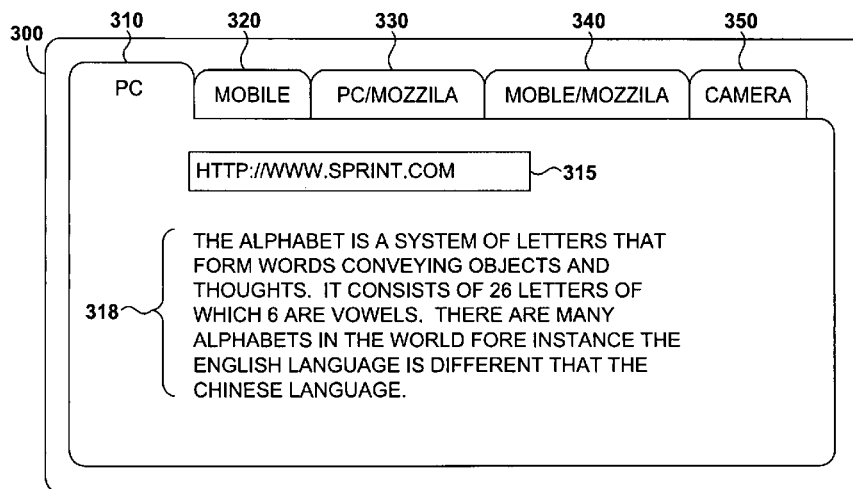 310 320 330 340 350
300
PC MOBILE PC/MOZZILA MOBLE/MOZZILA CAMERA
HTTP://WWW.SPRINT.COM 315
THE ALPHABET IS A SYSTEM OF LETTERS THAT
FORM WORDS CONVEYING OBJECTS AND
THOUGHTS. IT CONSISTS OF 26 LETTERS OF
318 WHICH 6 ARE VOWELS. THERE ARE MANY
ALPHABETS IN THE WORLD FORE INSTANCE THE
ENGLISH LANGUAGE IS DIFFERENT THAT THE
CHINESE LANGUAGE.